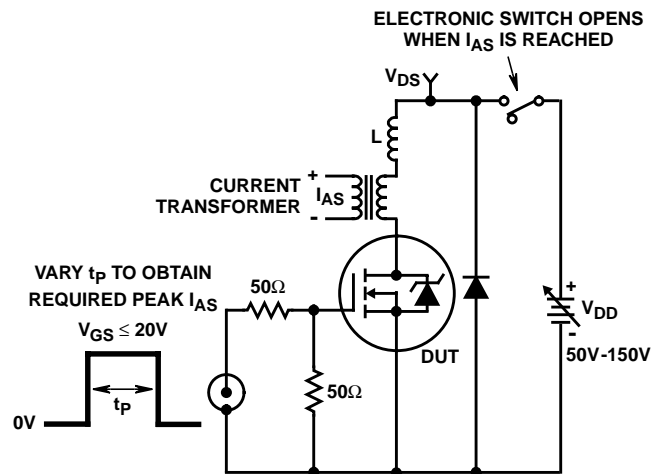 ELECTRONIC SWITCH OPENS
WHEN IAS IS REACHED
VDS
L
+
CURRENT
TRANSFORMER
IAS
-
VARY tP TO OBTAIN
REQUIRED PEAK IAS
50Ω
VGS ≤ 20V
+
VDD
-
DUT
50V-150V
50Ω
tP
0V